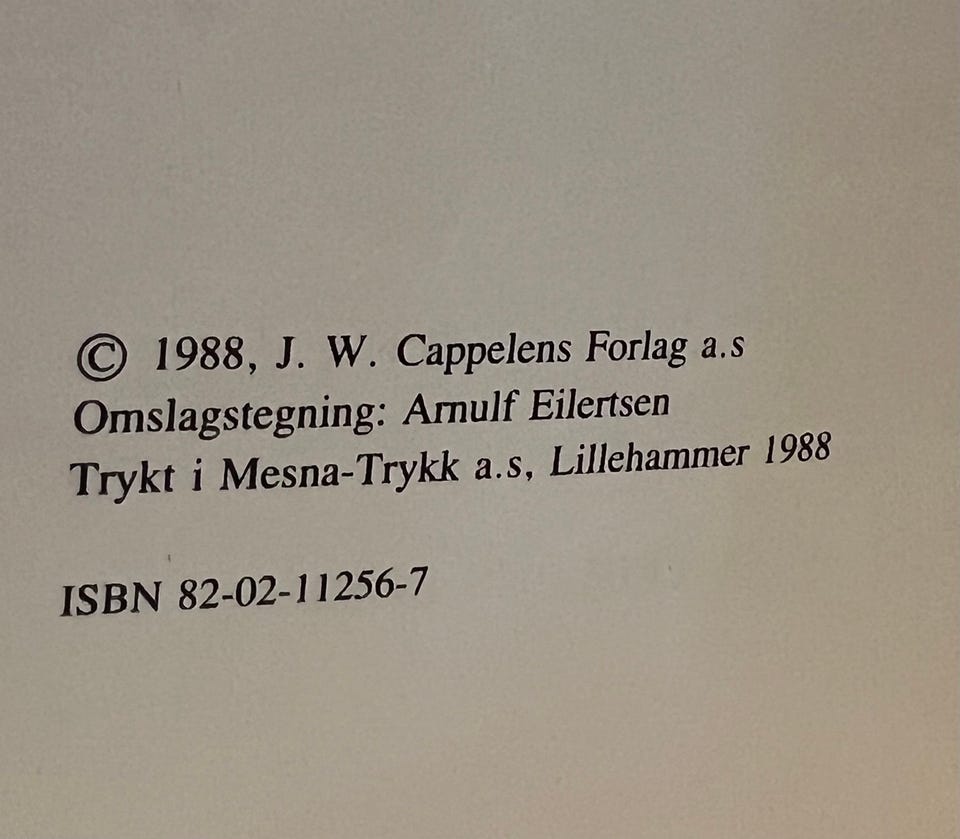 © 1988, J. W. Cappelens Forlag a.s
Omslagstegning: Arnulf Eilertsen
Trykt i Mesna-Trykk a.s, Lillehammer 1988
ISBN 82-02-11256-7